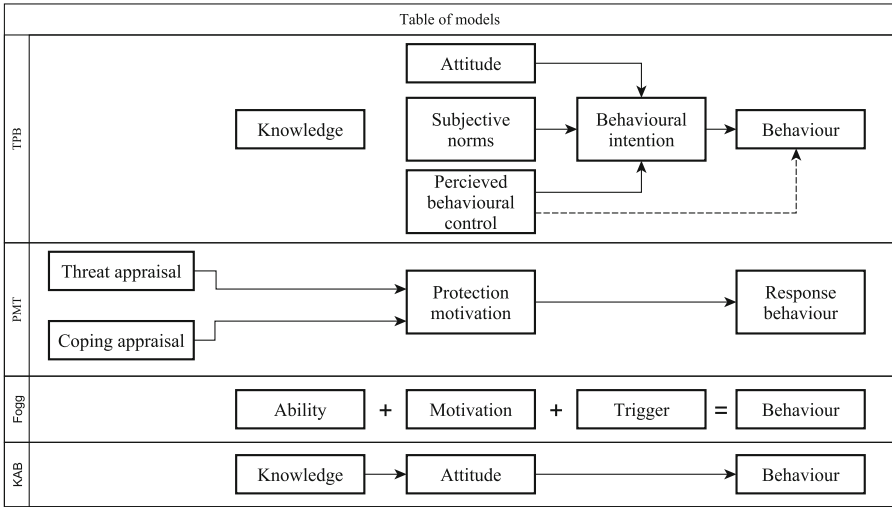 Table of models
TPB
Attitude
Knowledge
Subjective
norms
Behavioural
intention
Behaviour
Percieved
behavioural
control
PMT
Threat appraisal
Coping appraisal
Protection
motivation
Response
behaviour
Fogg
Ability + Motivation + Trigger = Behaviour
KAB
Knowledge Attitude Behaviour